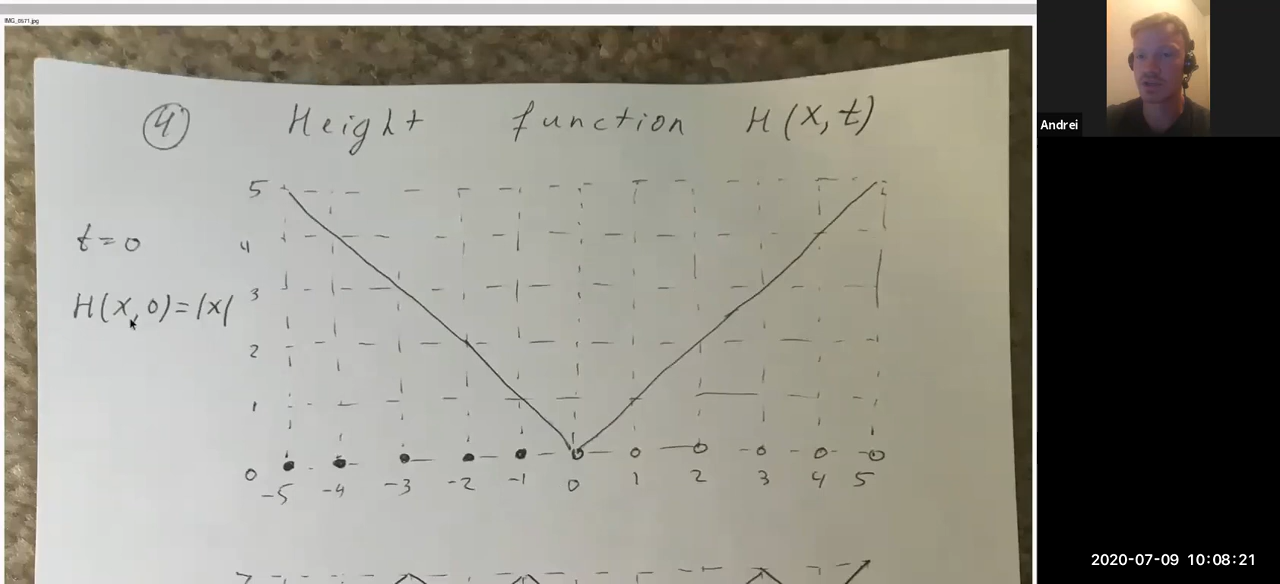 IMG_0571.jpg
4 Height function H(x,t)
5
t=0
4
H(x,0)=|x|
3
2
1
0
-5 -4 -3 -2 -1 0 1 2 3 4 5
7
Andrei
2020-07-09 10:08:21